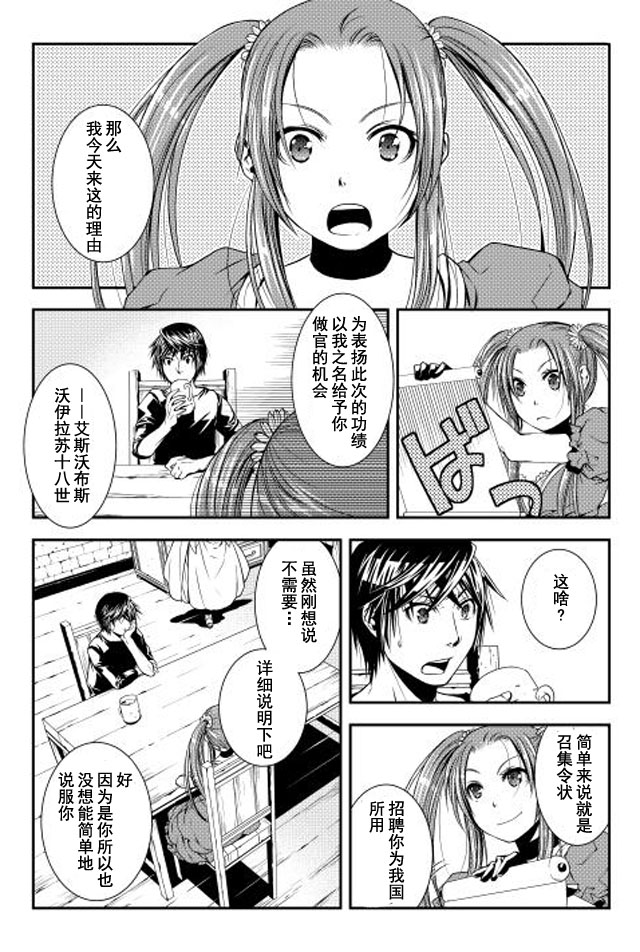 那么
我今天来这的理由
ばっ
为表扬此次的功绩
以我之名给予你
做官的机会
——艾斯沃布斯
沃伊拉苏十八世
这啥?
简单来说就是
召集令状
招聘你为我国
所用
虽然刚想说
不需要…
详细说明下吧
好
因为是你所以也
没想能简单地
说服你